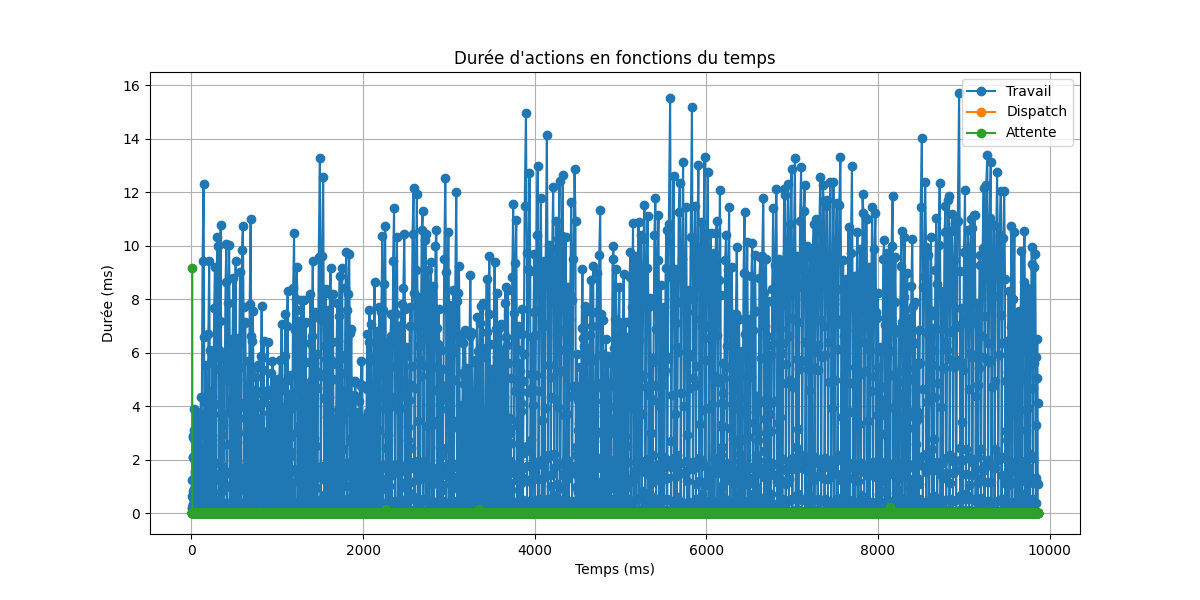 Durée d'actions en fonctions du temps
Travail
Dispatch
Attente
Durée (ms)
16
14
12
10
8
6
4
2
0
0 2000 4000 6000 8000 10000
Temps (ms)